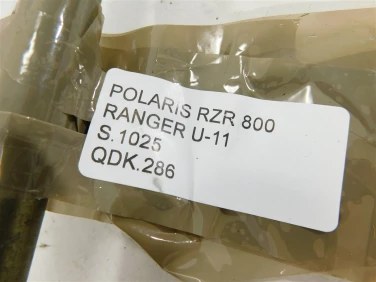 POLARIS RZR 800
RANGER U-11
S.1025
QDK.286